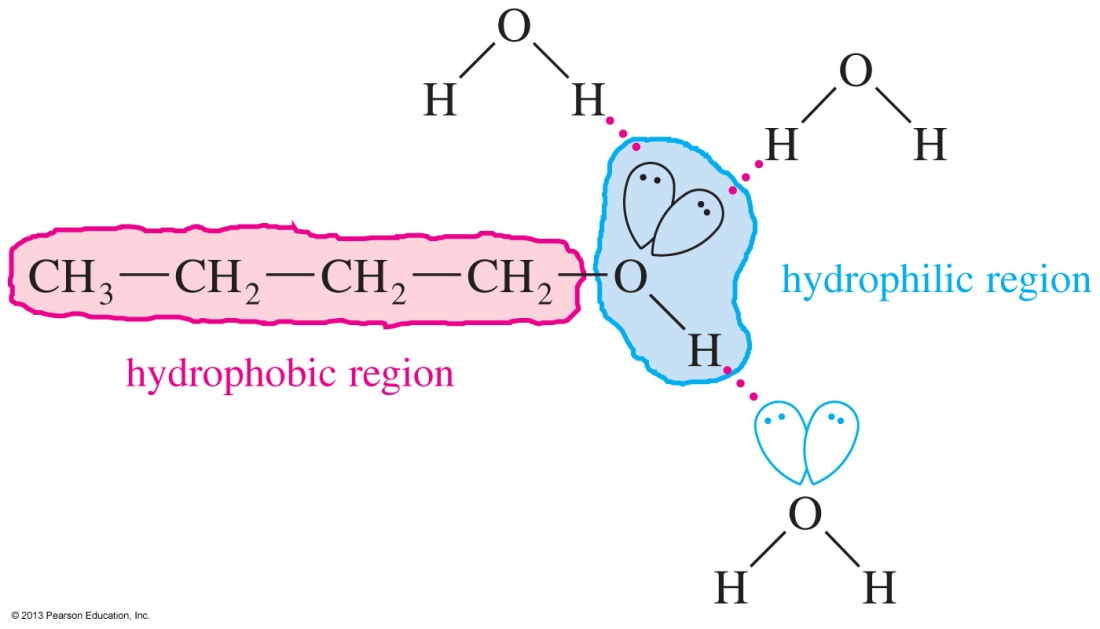 O
H H
O
H H
CH₃—CH₂—CH₂—CH₂—O
H
hydrophilic region
hydrophobic region
O
H H
© 2013 Pearson Education, Inc.